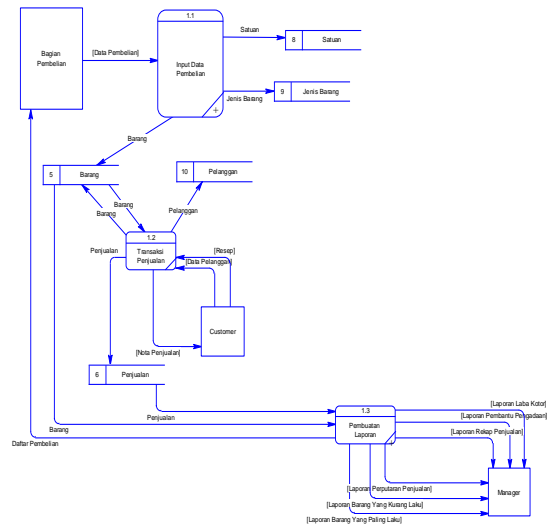 1.1
Satuan
8 Satuan
Bagian
Pembelian
[Data Pembelian]
Input Data
Pembelian
9 Jenis Barang
Jenis Barang
+
Barang
5 Barang
10 Pelanggan
Barang
Barang
Pelanggan
1.2
Transaksi
Penjualan
Penjualan
[Resep]
[Data Pelanggan]
Customer
[Nota Penjualan]
6 Penjualan
Penjualan
1.3
Pembuatan
Laporan
+
Barang
Daftar Pembelian
[Laporan Laba Kotor]
[Laporan Pembantu Pengadaan]
[Laporan Rekap Penjualan]
[Laporan Perputaran Penjualan]
Manager
[Laporan Barang Yang Kurang Laku]
[Laporan Barang Yang Paling Laku]